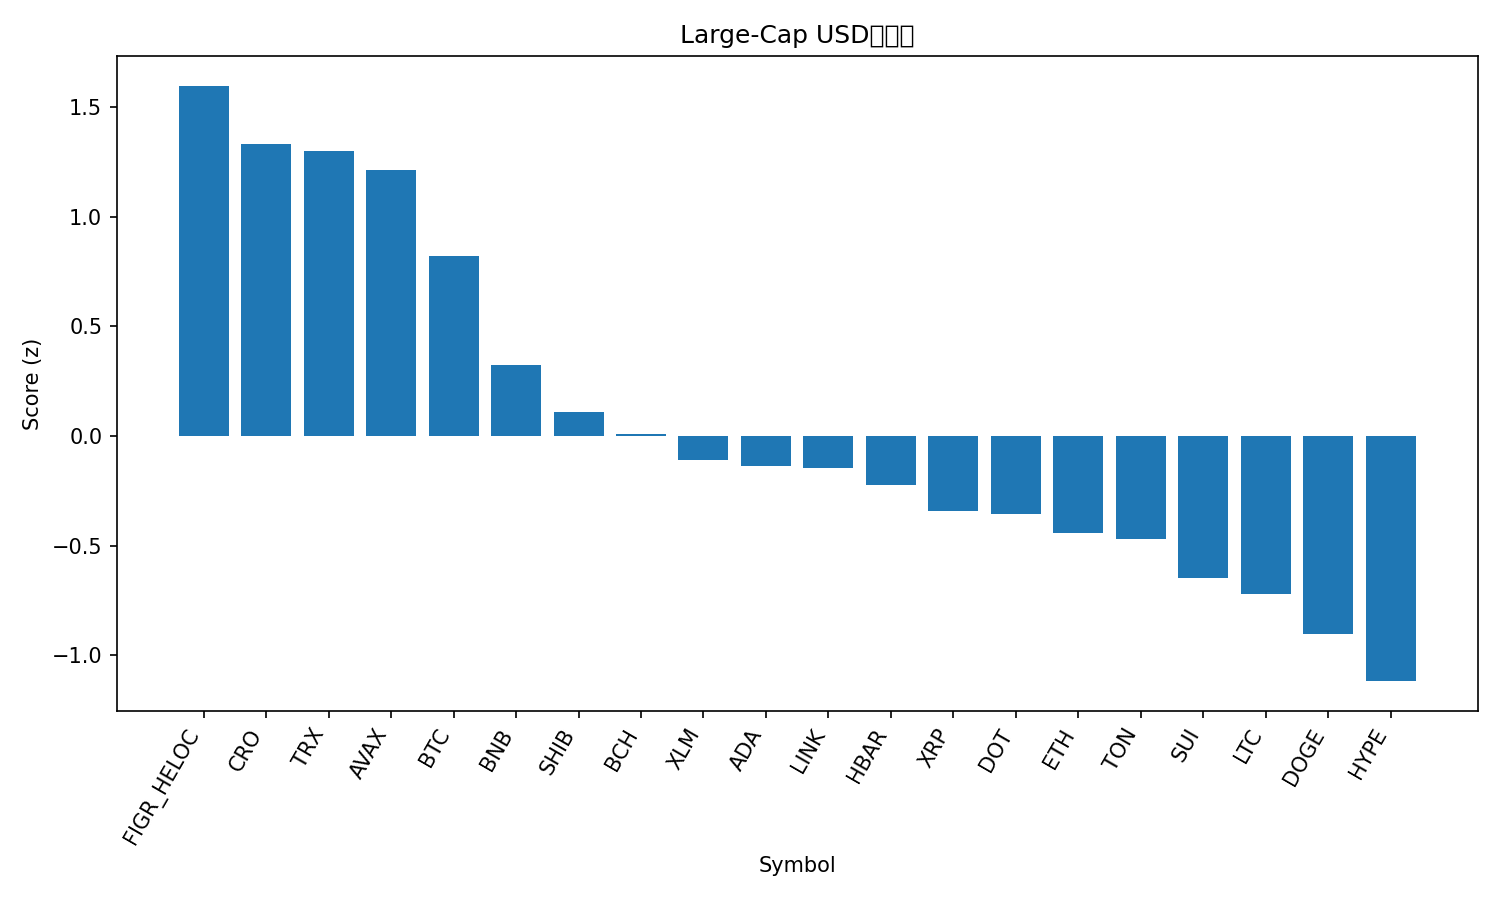 Large-Cap USD
1.5
1.0
0.5
0.0
−0.5
−1.0
Score (z)
FIGR_HELOC
CRO
TRX
AVAX
BTC
BNB
SHIB
BCH
XLM
ADA
LINK
HBAR
XRP
DOT
ETH
TON
SUI
LTC
DOGE
HYPE
Symbol